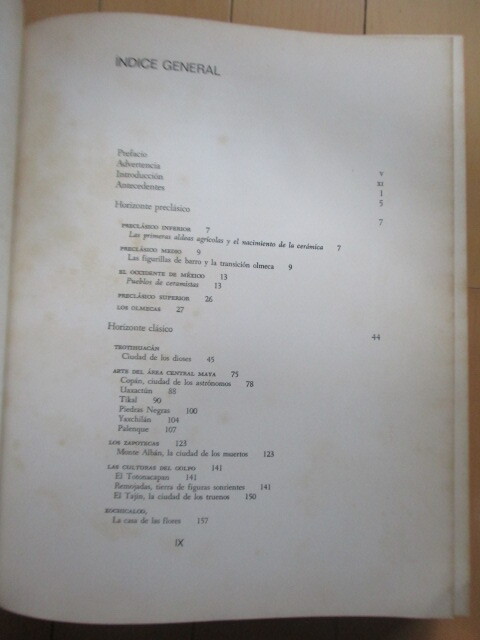 ÍNDICE GENERAL
Prefacio V
Advertencia XI
Introducción 1
Antecedentes 5
Horizonte preclásico 7
PRECLÁSICO INFERIOR 7
Las primeras aldeas agrícolas y el nacimiento de la cerámica 7
PRECLÁSICO MEDIO 9
Las figurillas de barro y la transición olmeca 9
EL OCCIDENTE DE MÉXICO 13
Pueblos de ceramistas 13
PRECLÁSICO SUPERIOR 26
LOS OLMECAS 27
Horizonte clásico 44
TEOTIHUACÁN
Ciudad de los dioses 45
ARTE DEL ÁREA CENTRAL MAYA 75
Copán, ciudad de los astrónomos 78
Uaxactún 88
Tikal 90
Piedras Negras 100
Yaxchilán 104
Palenque 107
LOS ZAPOTECAS 123
Monte Albán, la ciudad de los muertos 123
LAS CULTURAS DEL GOLFO 141
El Totonacapan 141
Remojadas, tierra de figuras sonrientes 141
El Tajín, la ciudad de los truenos 150
XOCHICALCO,
La casa de las flores 157
IX